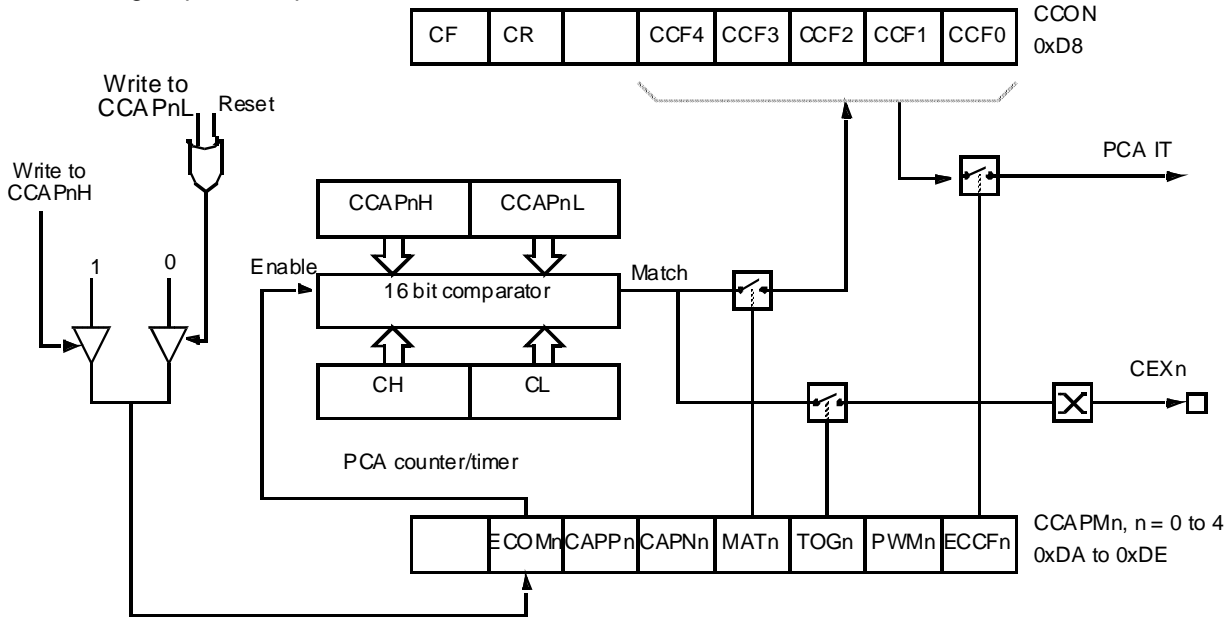 CCON
CF CR CCF4 CCF3 CCF2 CCF1 CCF0
0xD8
Write to
CCAPnL
Reset
PCA IT
Write to
CCAPnH
CCAPnH CCAPnL
1 0
Enable
16 bit comparator
Match
CH CL
CEXn
PCA counter/timer
ECOMn CAPPn CAPNn MATn TOGn PWMn ECCFn
CCAPMn, n = 0 to 4
0xDA to 0xDE